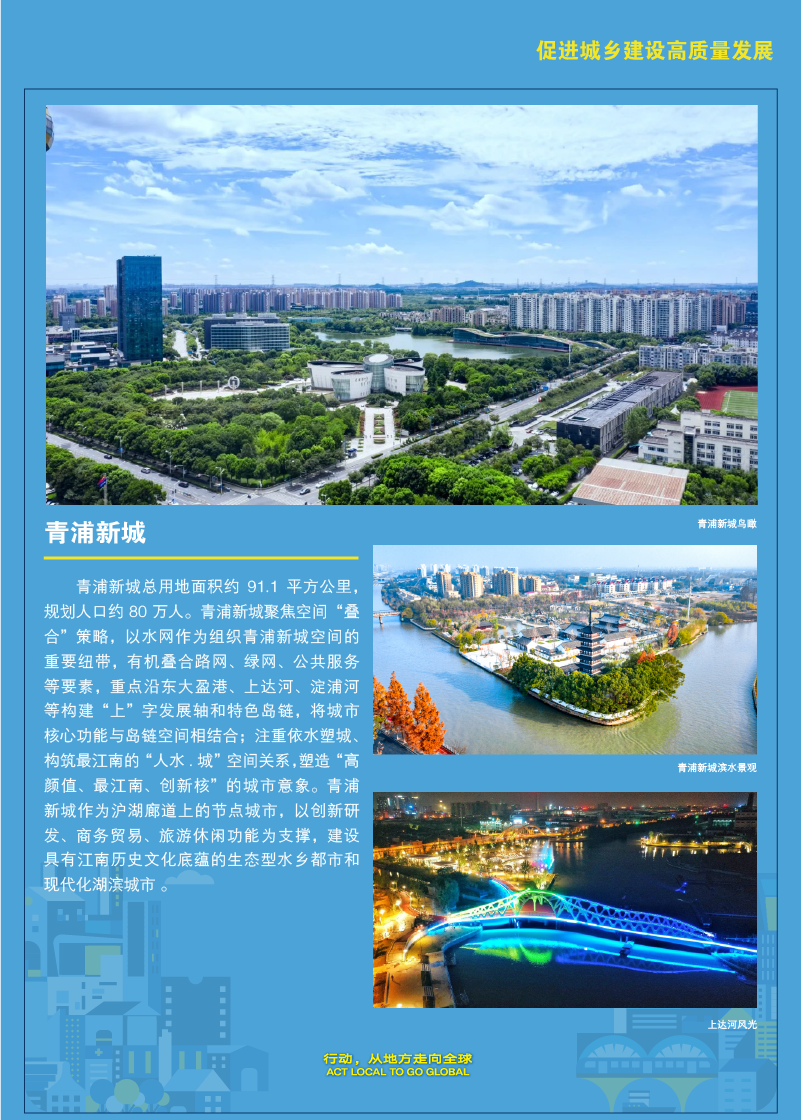 促进城乡建设高质量发展
青浦新城鸟瞰
青浦新城
青浦新城总用地面积约 91.1 平方公里，
规划人口约 80 万人。青浦新城聚焦空间“叠
合”策略，以水网作为组织青浦新城空间的
重要纽带，有机叠合路网、绿网、公共服务
等要素，重点沿东大盈港、上达河、淀浦河
等构建“上”字发展轴和特色岛链，将城市
核心功能与岛链空间相结合；注重依水塑城、
构筑最江南的“人水 . 城”空间关系，塑造“高
颜值、最江南、创新核”的城市意象。青浦
新城作为沪湖廊道上的节点城市，以创新研
发、商务贸易、旅游休闲功能为支撑，建设
具有江南历史文化底蕴的生态型水乡都市和
现代化湖滨城市 。
青浦新城滨水景观
上达河风光
行动，从地方走向全球
ACT LOCAL TO GO GLOBAL